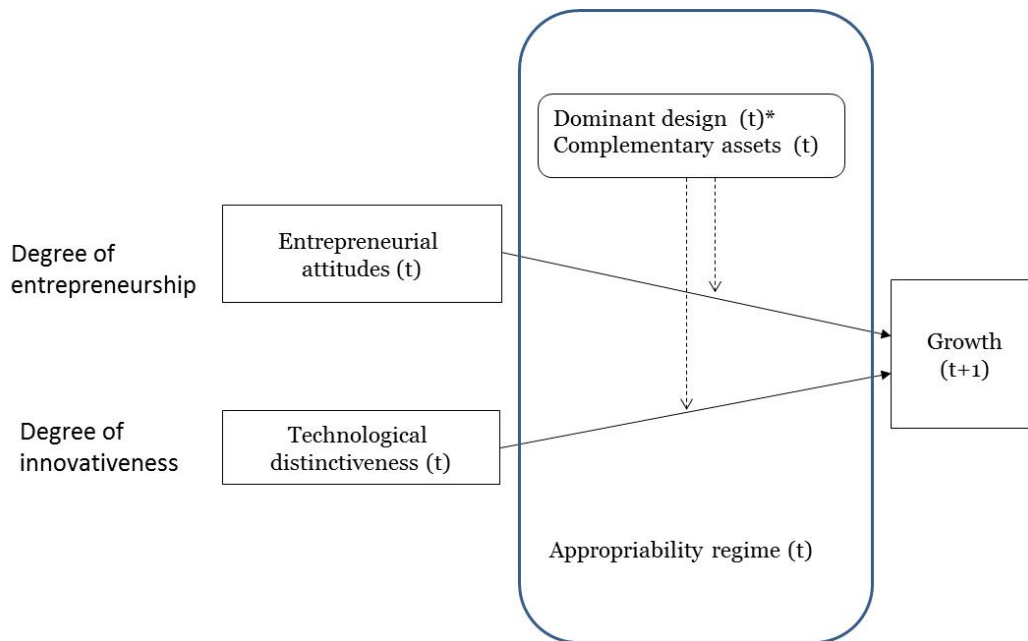 Dominant design (t)*
Complementary assets (t)
Degree of
entrepreneurship
Entrepreneurial
attitudes (t)
Growth
(t+1)
Degree of
innovativeness
Technological
distinctiveness (t)
Appropriability regime (t)